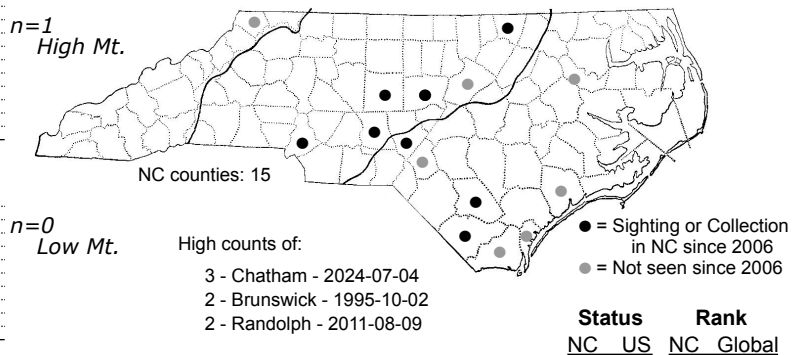 n=1
High Mt.
NC counties: 15
n=0
Low Mt.
High counts of:
3 - Chatham - 2024-07-04
2 - Brunswick - 1995-10-02
2 - Randolph - 2011-08-09
= Sighting or Collection
in NC since 2006
= Not seen since 2006
Status Rank
NC US NC Global